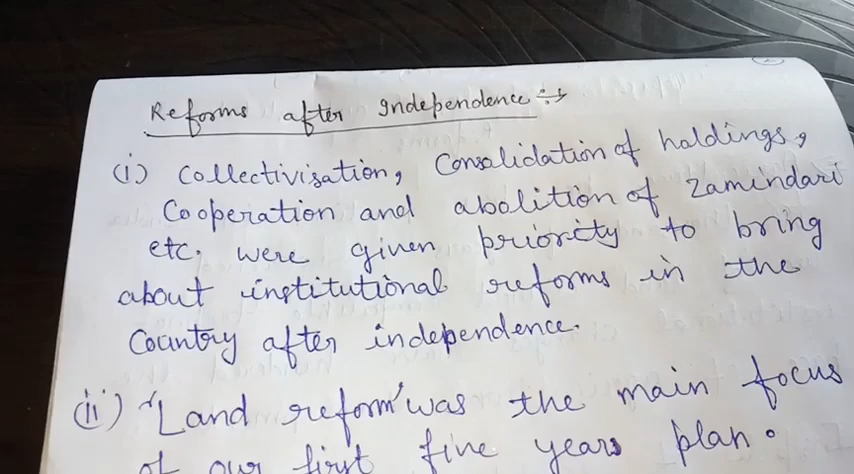 Reforms after Independence :→
(i) Collectivisation, Consolidation of holdings,
Cooperation and abolition of Zamindari
etc. were given priority to bring
about institutional reforms in the
Country after independence.
(ii) 'Land reform' was the main focus
of our first five years plan.